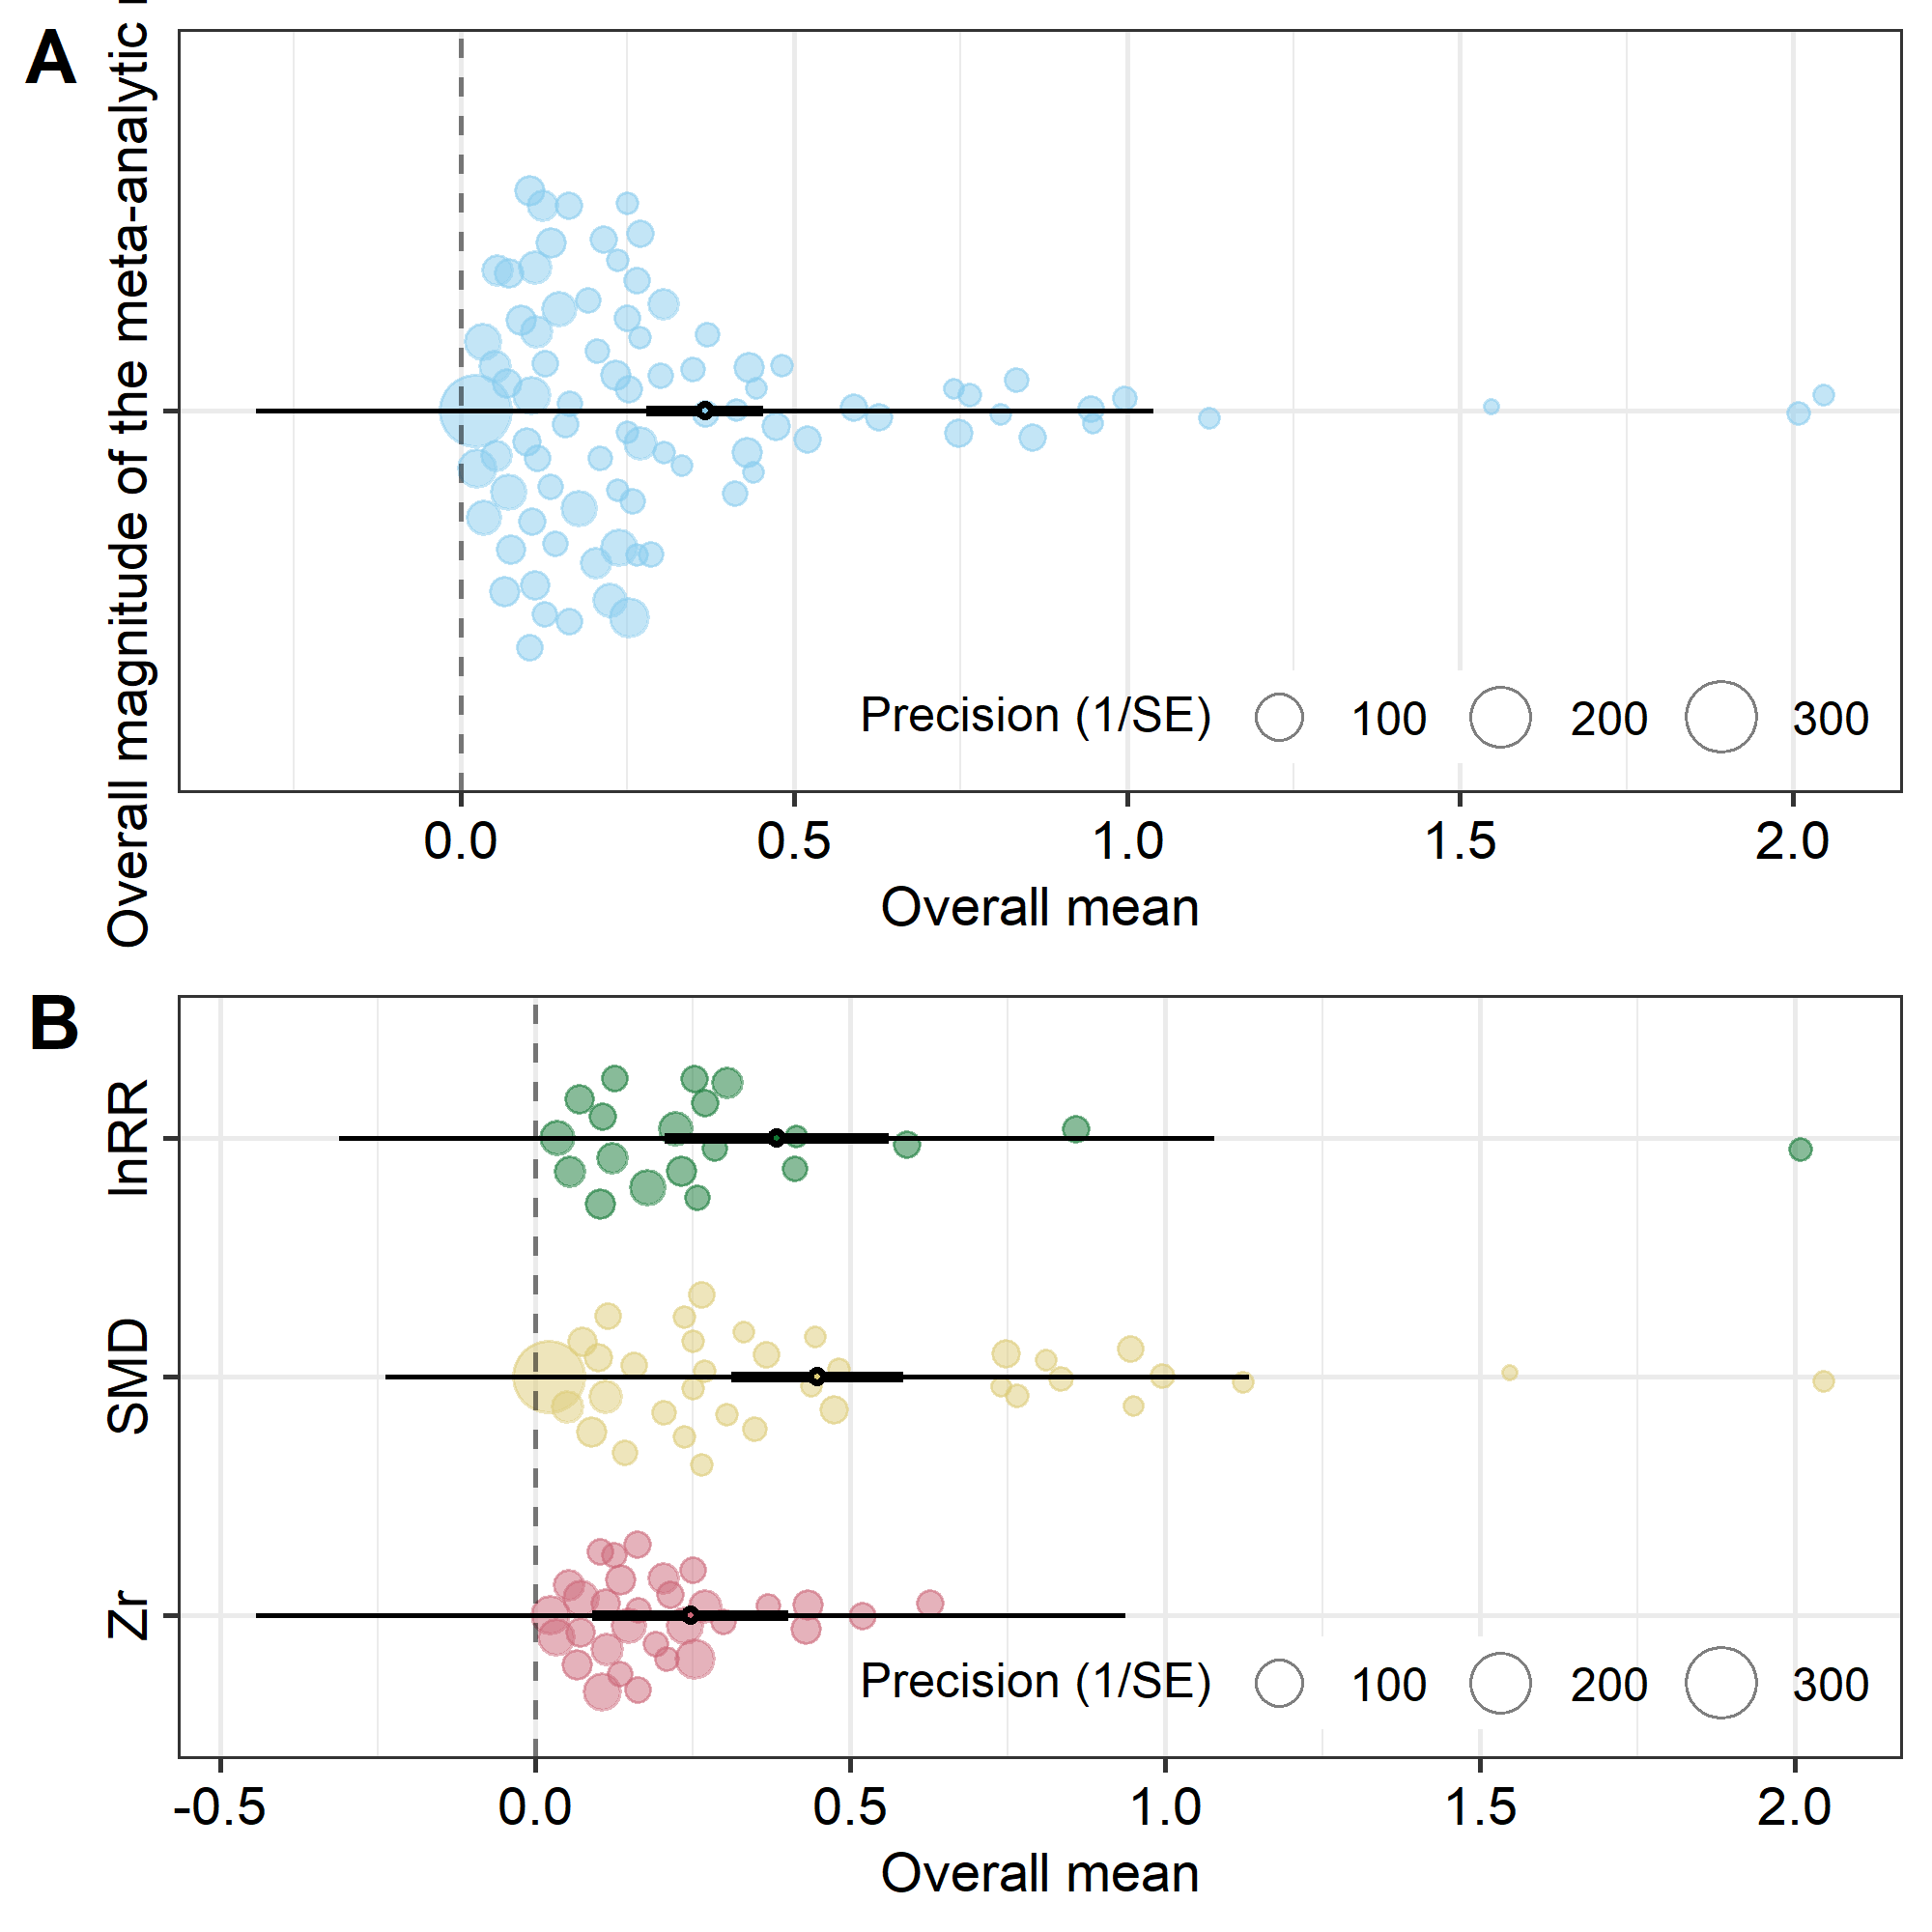 A
Overall magnitude of the meta-analytic
Precision (1/SE) 100 200 300
0.0 0.5 1.0 1.5 2.0
Overall mean
B
lnRR
SMD
Zr
Precision (1/SE) 100 200 300
-0.5 0.0 0.5 1.0 1.5 2.0
Overall mean